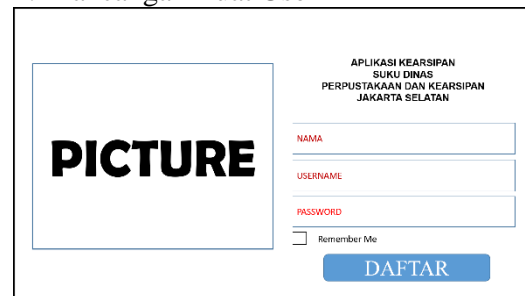 PICTURE
APLIKASI KEARSIPAN
SUKU DINAS
PERPUSTAKAAN DAN KEARSIPAN
JAKARTA SELATAN
NAMA
USERNAME
PASSWORD
Remember Me
DAFTAR